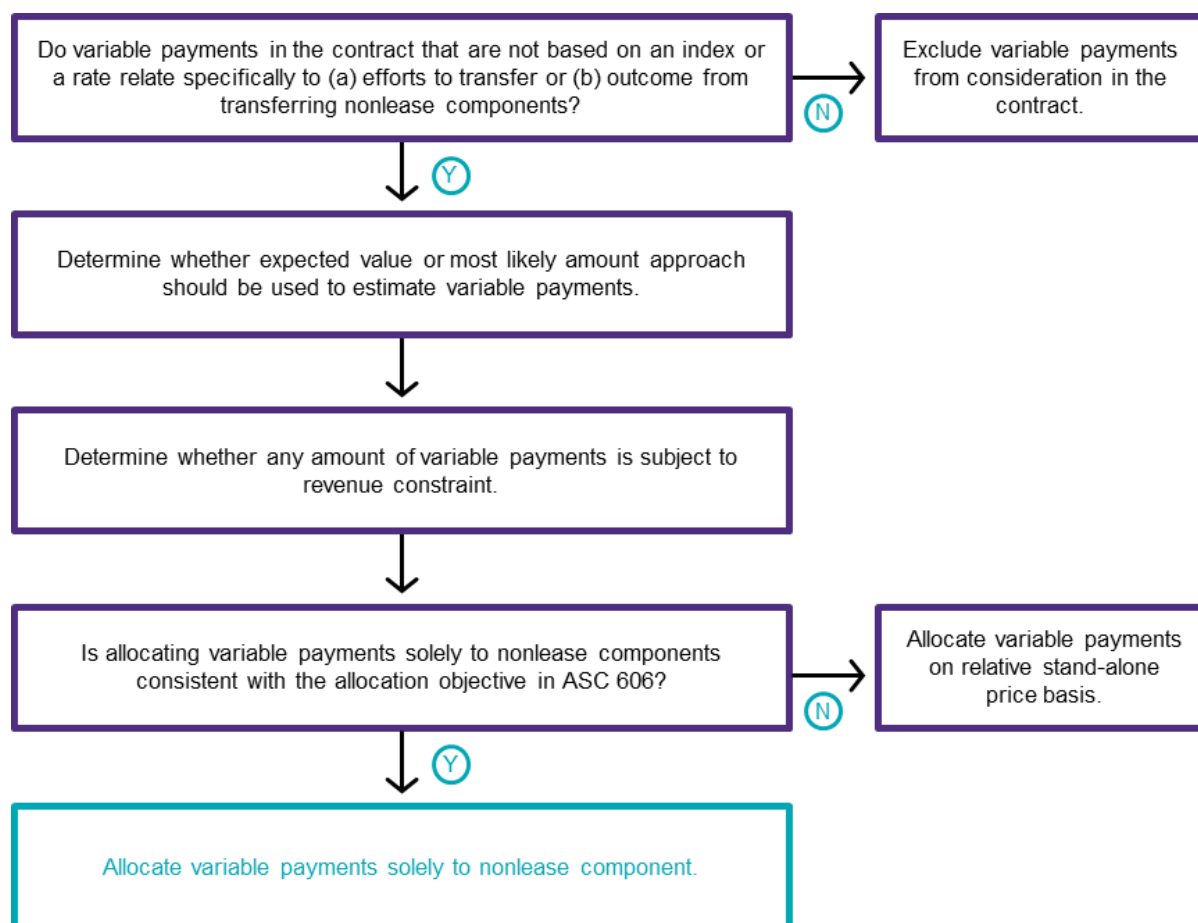 Do variable payments in the contract that are not based on an index or
a rate relate specifically to (a) efforts to transfer or (b) outcome from
transferring nonlease components?
Exclude variable payments
from consideration in the
contract.
N
Y
Determine whether expected value or most likely amount approach
should be used to estimate variable payments.
Determine whether any amount of variable payments is subject to
revenue constraint.
Is allocating variable payments solely to nonlease components
consistent with the allocation objective in ASC 606?
Allocate variable payments
on relative stand-alone
price basis.
N
Y
Allocate variable payments solely to nonlease component.